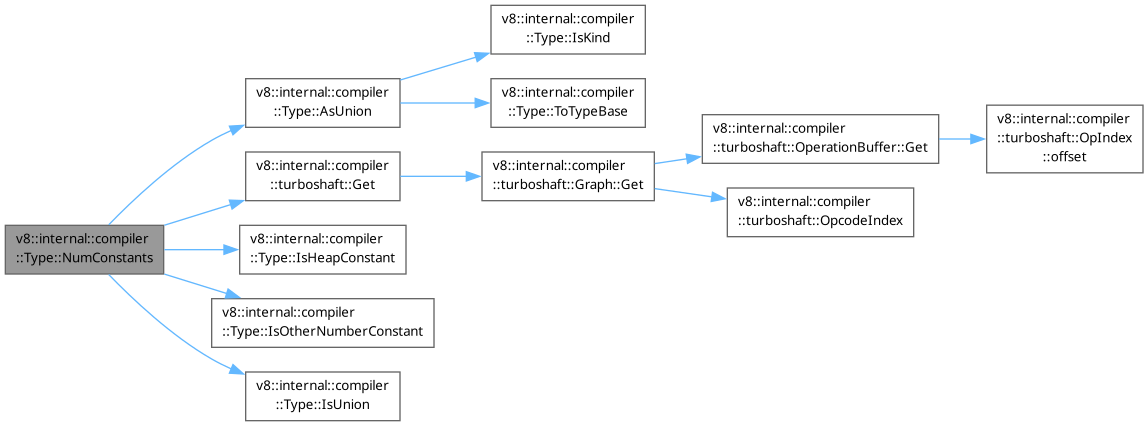 v8::internal::compiler
::Type::NumConstants
v8::internal::compiler
::Type::AsUnion
v8::internal::compiler
::Type::IsKind
v8::internal::compiler
::Type::ToTypeBase
v8::internal::compiler
::turboshaft::Get
v8::internal::compiler
::turboshaft::Graph::Get
v8::internal::compiler
::turboshaft::OperationBuffer::Get
v8::internal::compiler
::turboshaft::OpIndex
::offset
v8::internal::compiler
::turboshaft::OpcodeIndex
v8::internal::compiler
::Type::IsHeapConstant
v8::internal::compiler
::Type::IsOtherNumberConstant
v8::internal::compiler
::Type::IsUnion